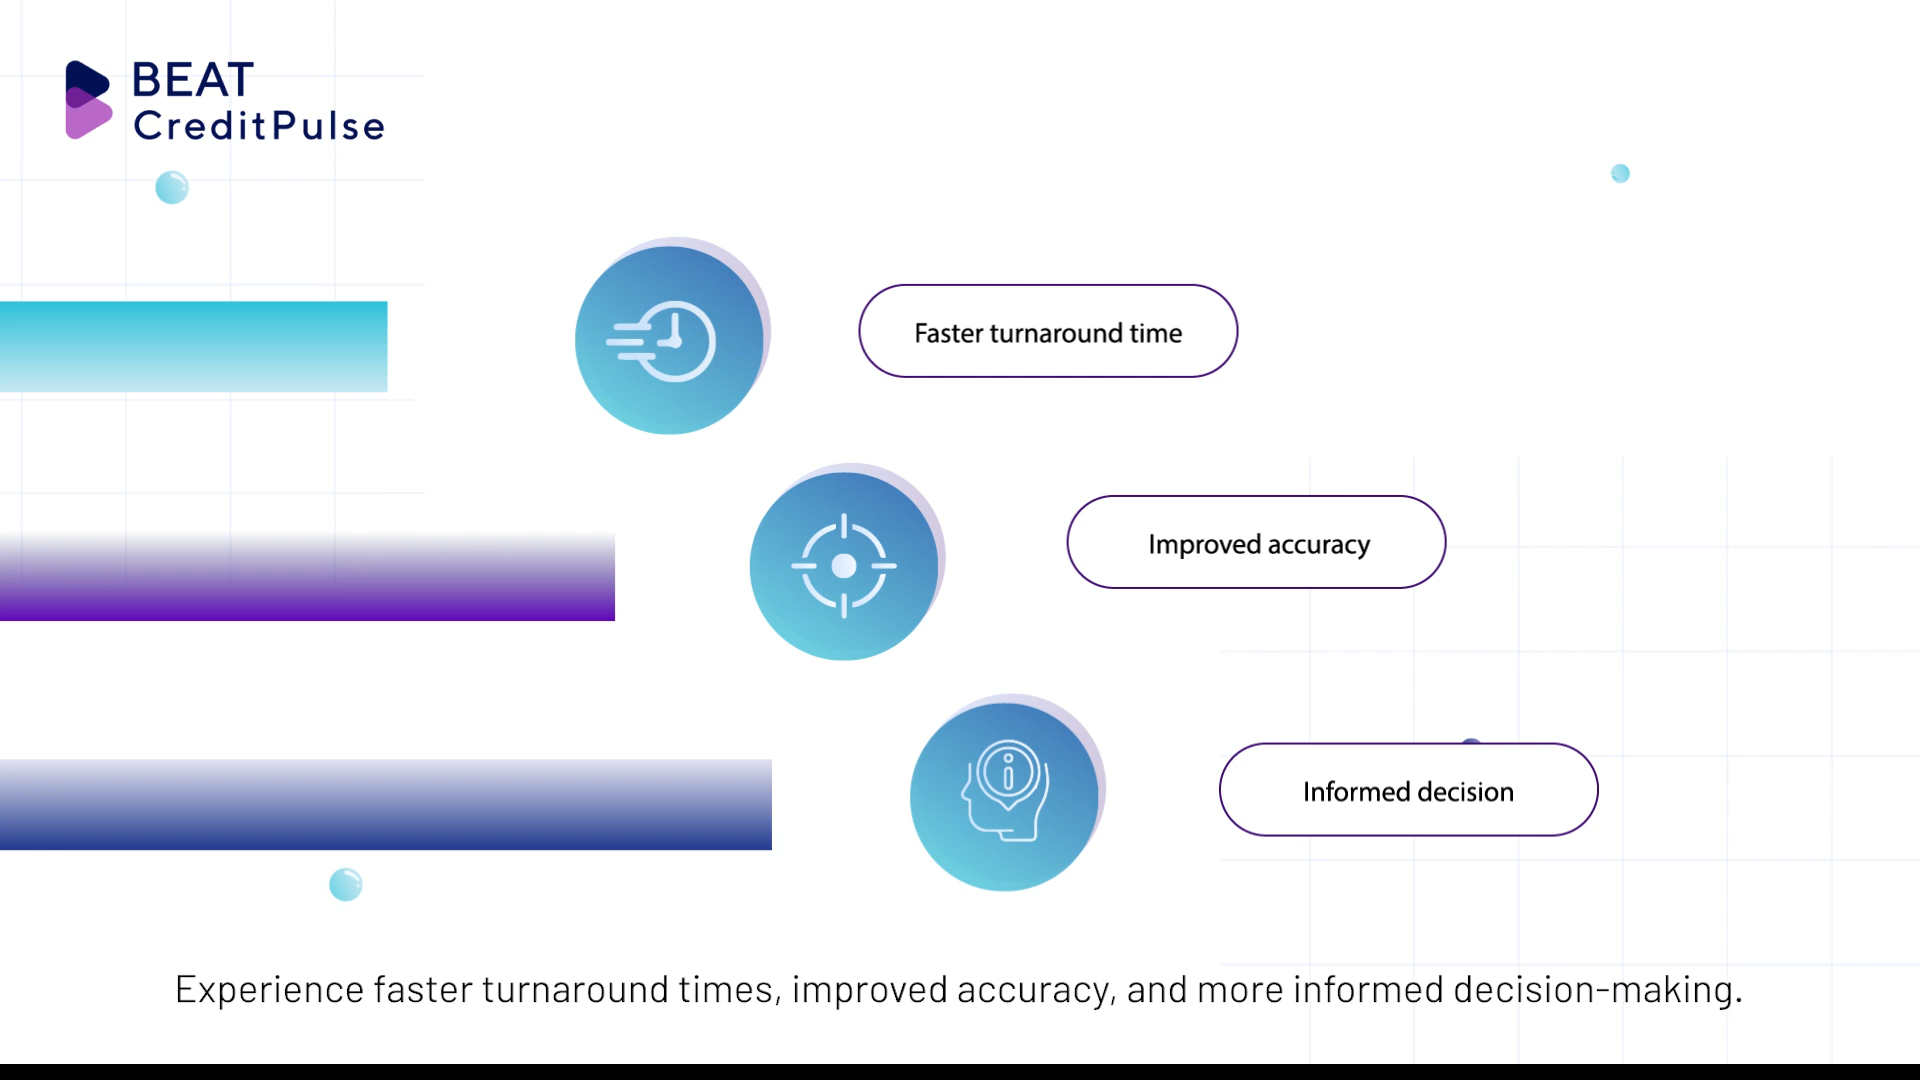 BEAT
CreditPulse
Faster turnaround time
Improved accuracy
Informed decision
Experience faster turnaround times, improved accuracy, and more informed decision-making.